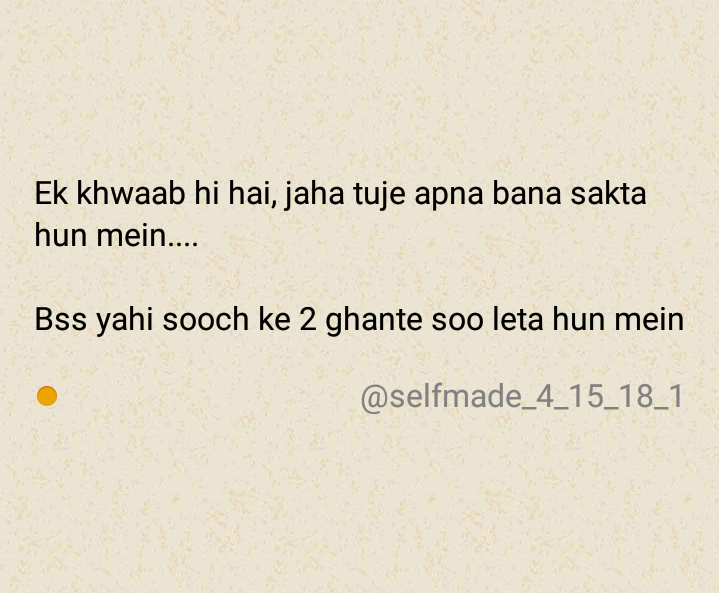 Ek khwaab hi hai, jaha tuje apna bana sakta
hun mein....
Bss yahi sooch ke 2 ghante soo leta hun mein
@selfmade_4_15_18_1